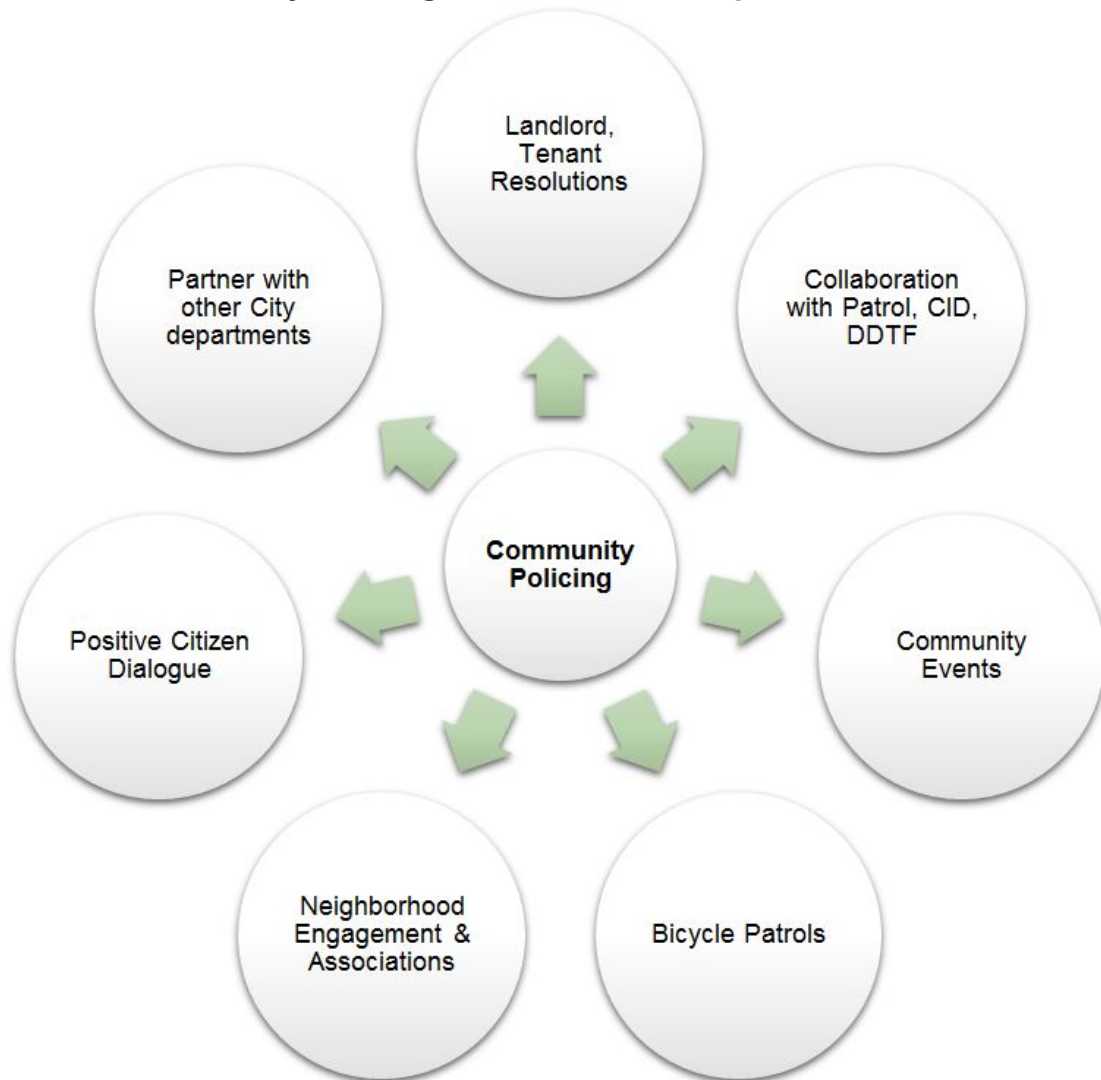 Landlord,
Tenant
Resolutions
Partner with
other City
departments
Collaboration
with Patrol, CID,
DDTF
Community
Policing
Positive Citizen
Dialogue
Community
Events
Neighborhood
Engagement &
Associations
Bicycle Patrols